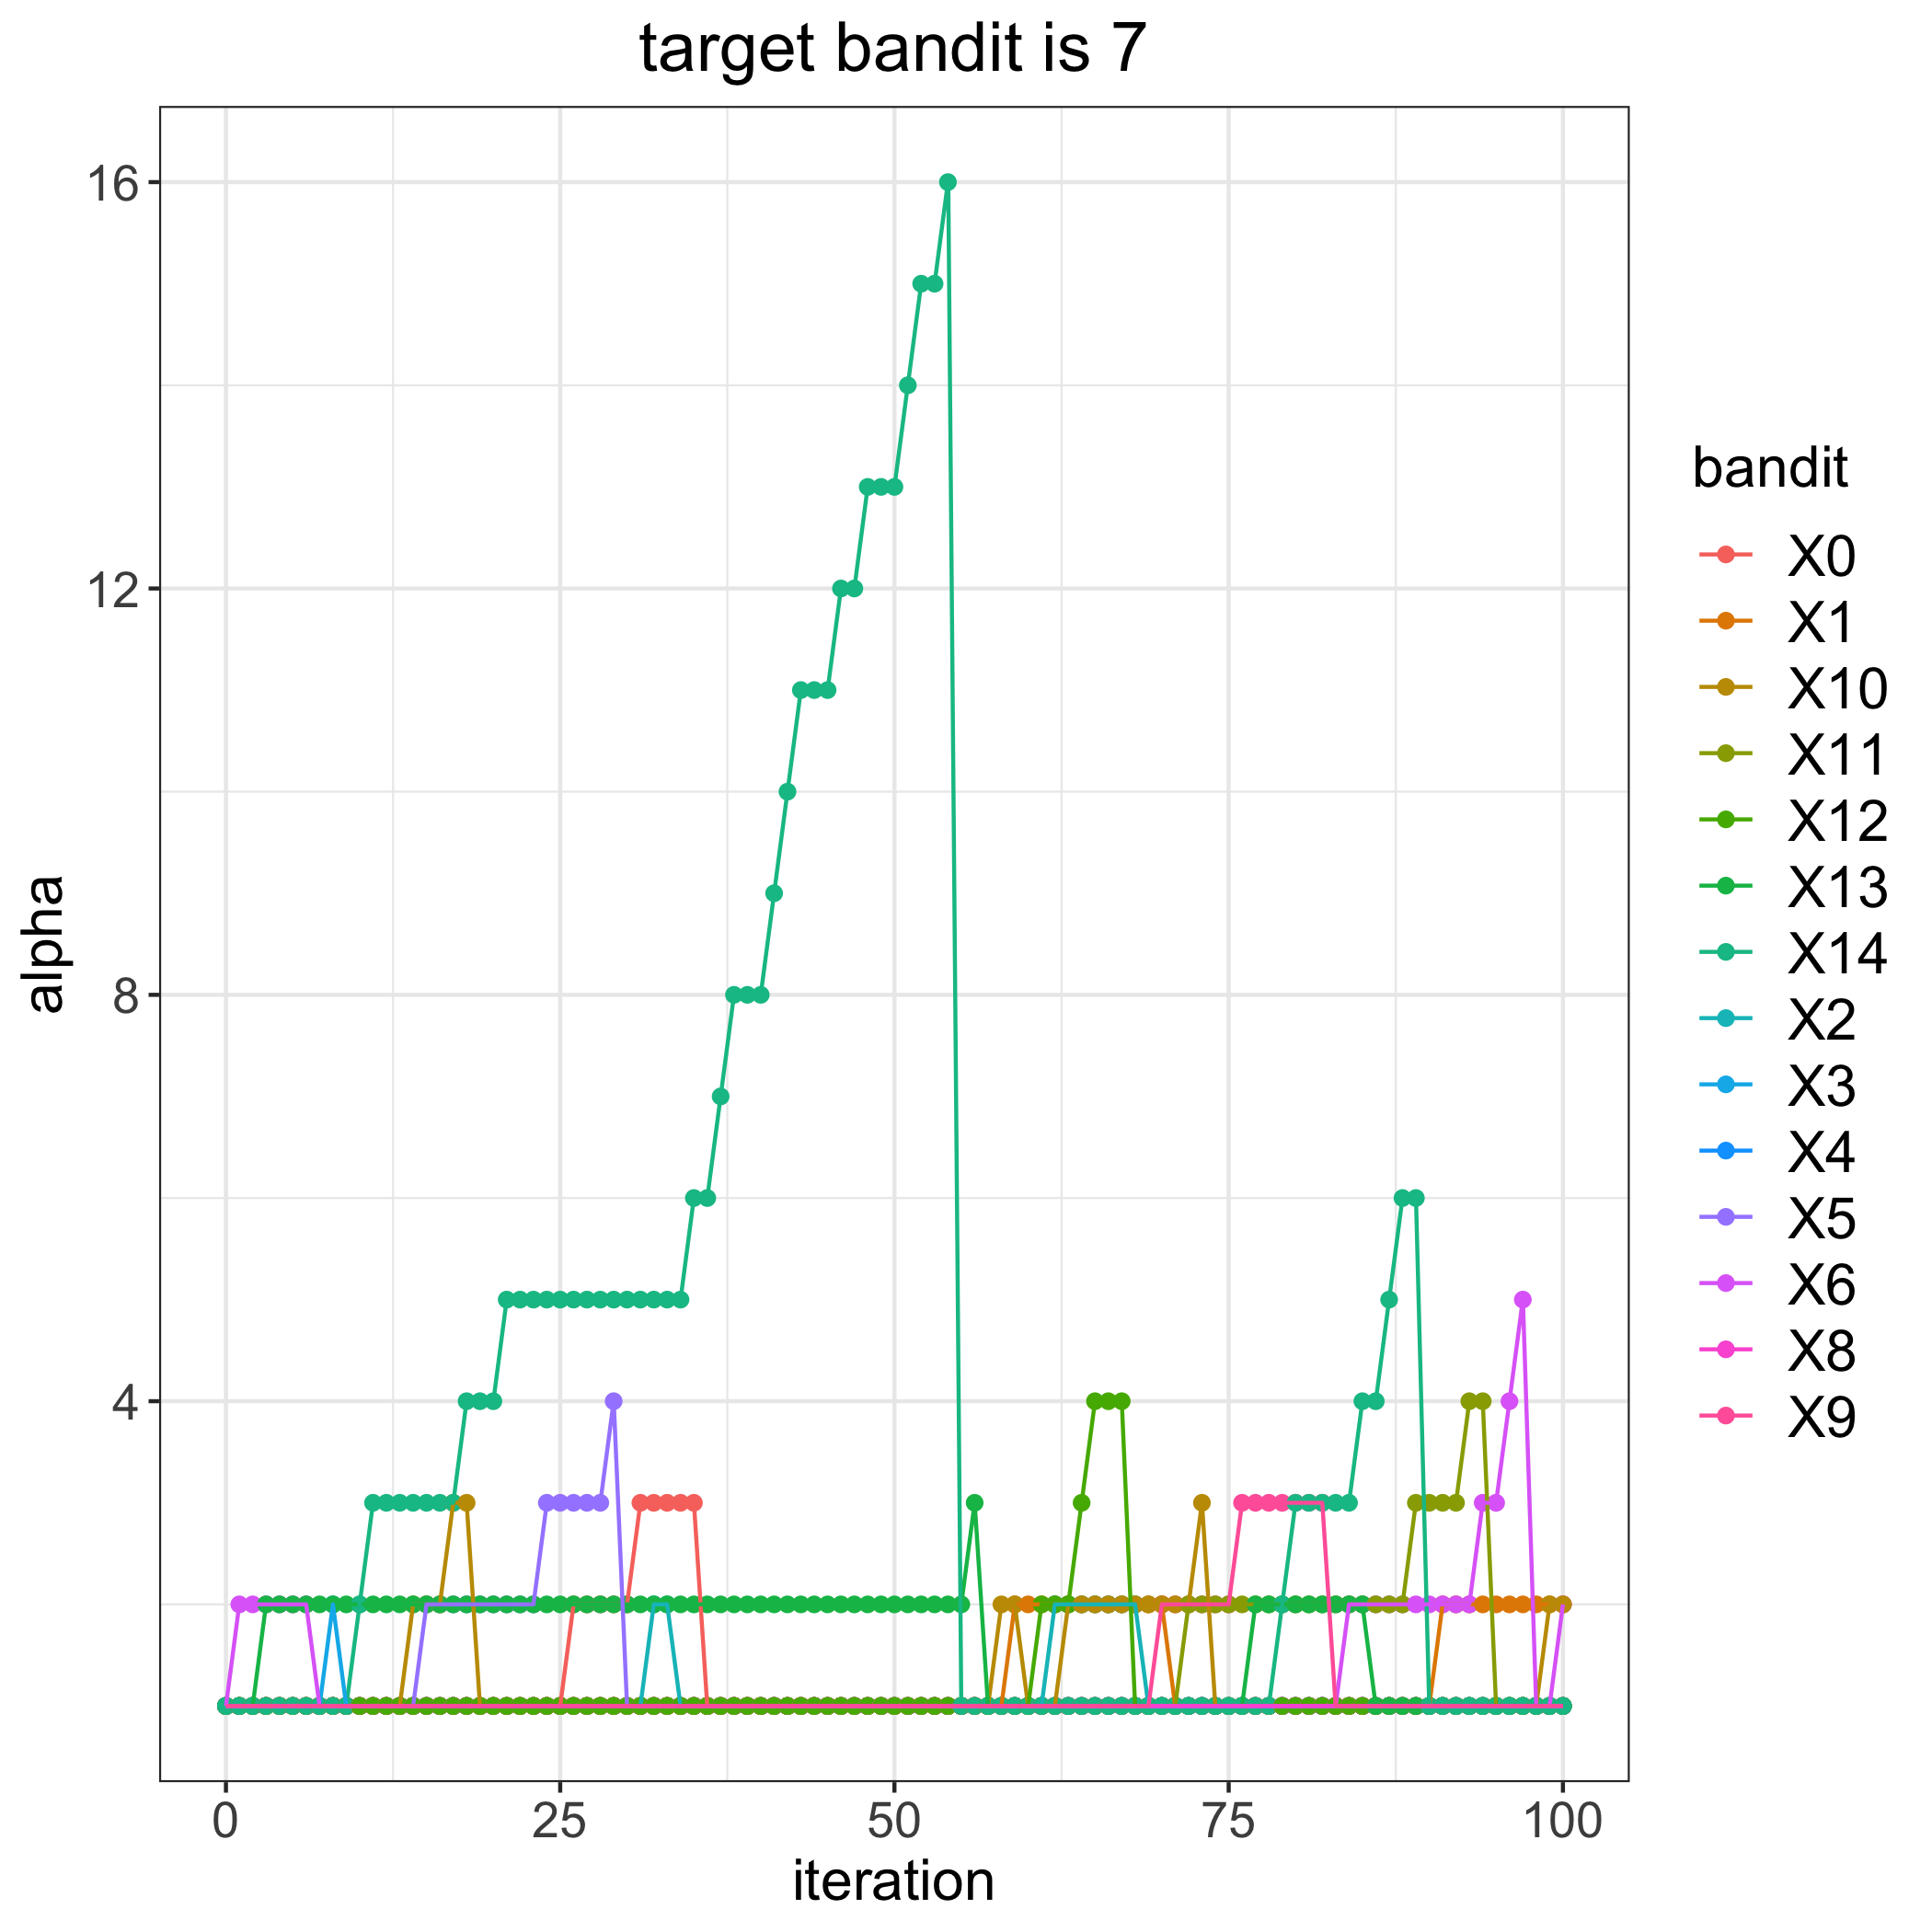 target bandit is 7
16
12
8
4
alpha
0 25 50 75 100
iteration
bandit
X0
X1
X10
X11
X12
X13
X14
X2
X3
X4
X5
X6
X8
X9